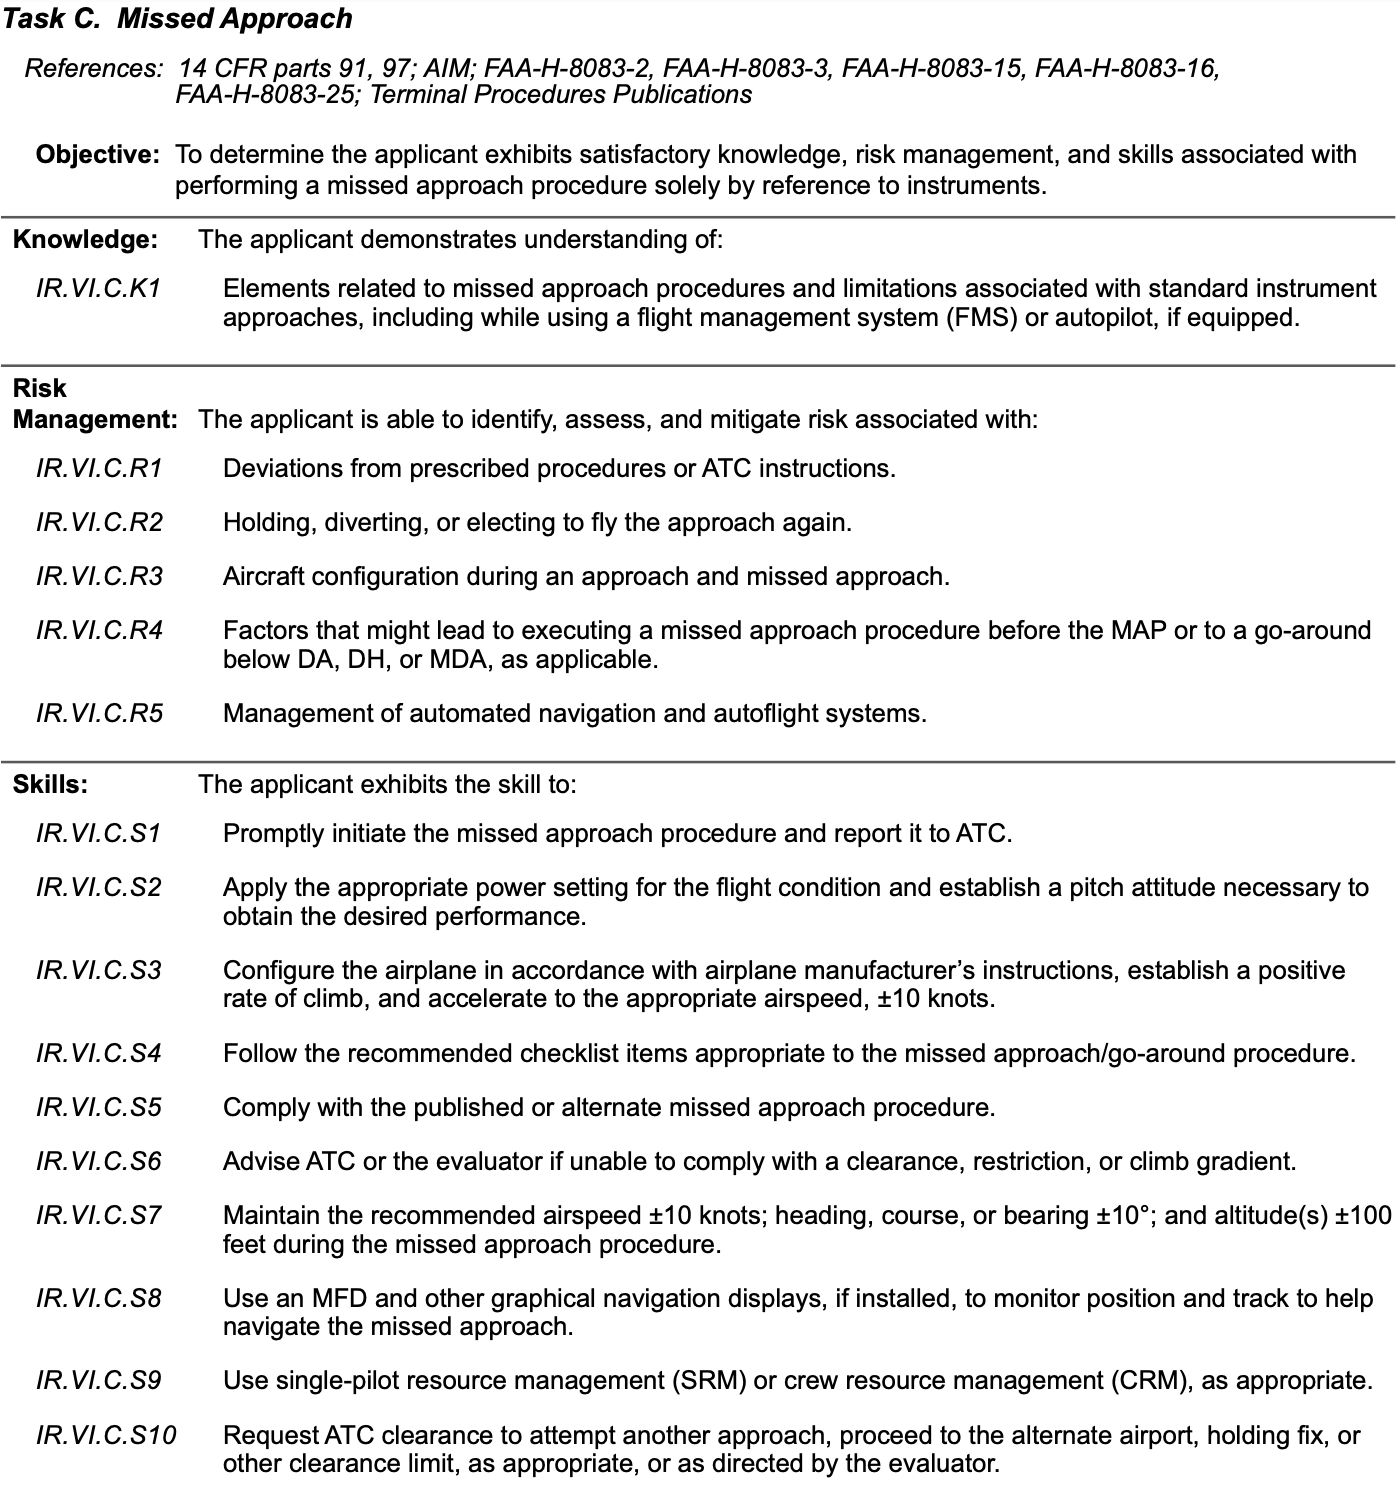 Task C. Missed Approach
References: 14 CFR parts 91, 97; AIM; FAA-H-8083-2, FAA-H-8083-3, FAA-H-8083-15, FAA-H-8083-16,
FAA-H-8083-25; Terminal Procedures Publications
Objective: To determine the applicant exhibits satisfactory knowledge, risk management, and skills associated with
performing a missed approach procedure solely by reference to instruments.
Knowledge: The applicant demonstrates understanding of:
IR.VI.C.K1 Elements related to missed approach procedures and limitations associated with standard instrument
approaches, including while using a flight management system (FMS) or autopilot, if equipped.
Risk
Management: The applicant is able to identify, assess, and mitigate risk associated with:
IR.VI.C.R1 Deviations from prescribed procedures or ATC instructions.
IR.VI.C.R2 Holding, diverting, or electing to fly the approach again.
IR.VI.C.R3 Aircraft configuration during an approach and missed approach.
IR.VI.C.R4 Factors that might lead to executing a missed approach procedure before the MAP or to a go-around
below DA, DH, or MDA, as applicable.
IR.VI.C.R5 Management of automated navigation and autoflight systems.
Skills: The applicant exhibits the skill to:
IR.VI.C.S1 Promptly initiate the missed approach procedure and report it to ATC.
IR.VI.C.S2 Apply the appropriate power setting for the flight condition and establish a pitch attitude necessary to
obtain the desired performance.
IR.VI.C.S3 Configure the airplane in accordance with airplane manufacturer’s instructions, establish a positive
rate of climb, and accelerate to the appropriate airspeed, ±10 knots.
IR.VI.C.S4 Follow the recommended checklist items appropriate to the missed approach/go-around procedure.
IR.VI.C.S5 Comply with the published or alternate missed approach procedure.
IR.VI.C.S6 Advise ATC or the evaluator if unable to comply with a clearance, restriction, or climb gradient.
IR.VI.C.S7 Maintain the recommended airspeed ±10 knots; heading, course, or bearing ±10°; and altitude(s) ±100
feet during the missed approach procedure.
IR.VI.C.S8 Use an MFD and other graphical navigation displays, if installed, to monitor position and track to help
navigate the missed approach.
IR.VI.C.S9 Use single-pilot resource management (SRM) or crew resource management (CRM), as appropriate.
IR.VI.C.S10 Request ATC clearance to attempt another approach, proceed to the alternate airport, holding fix, or
other clearance limit, as appropriate, or as directed by the evaluator.